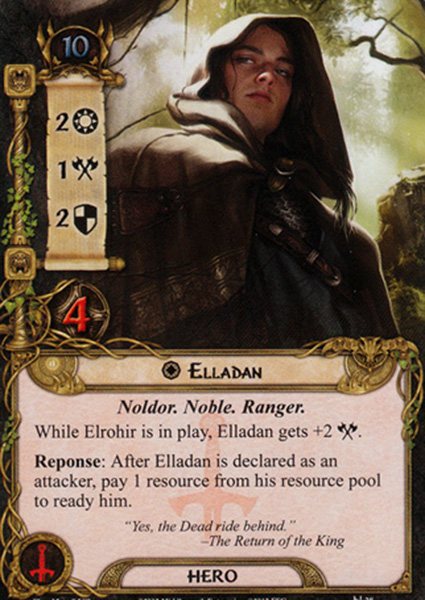 10
2
1
2
4
Elladan
Noldor. Noble. Ranger.
While Elrohir is in play, Elladan gets +2 .
Reponse: After Elladan is declared as an
attacker, pay 1 resource from his resource pool
to ready him.
“Yes, the Dead ride behind.”
–The Return of the King
HERO